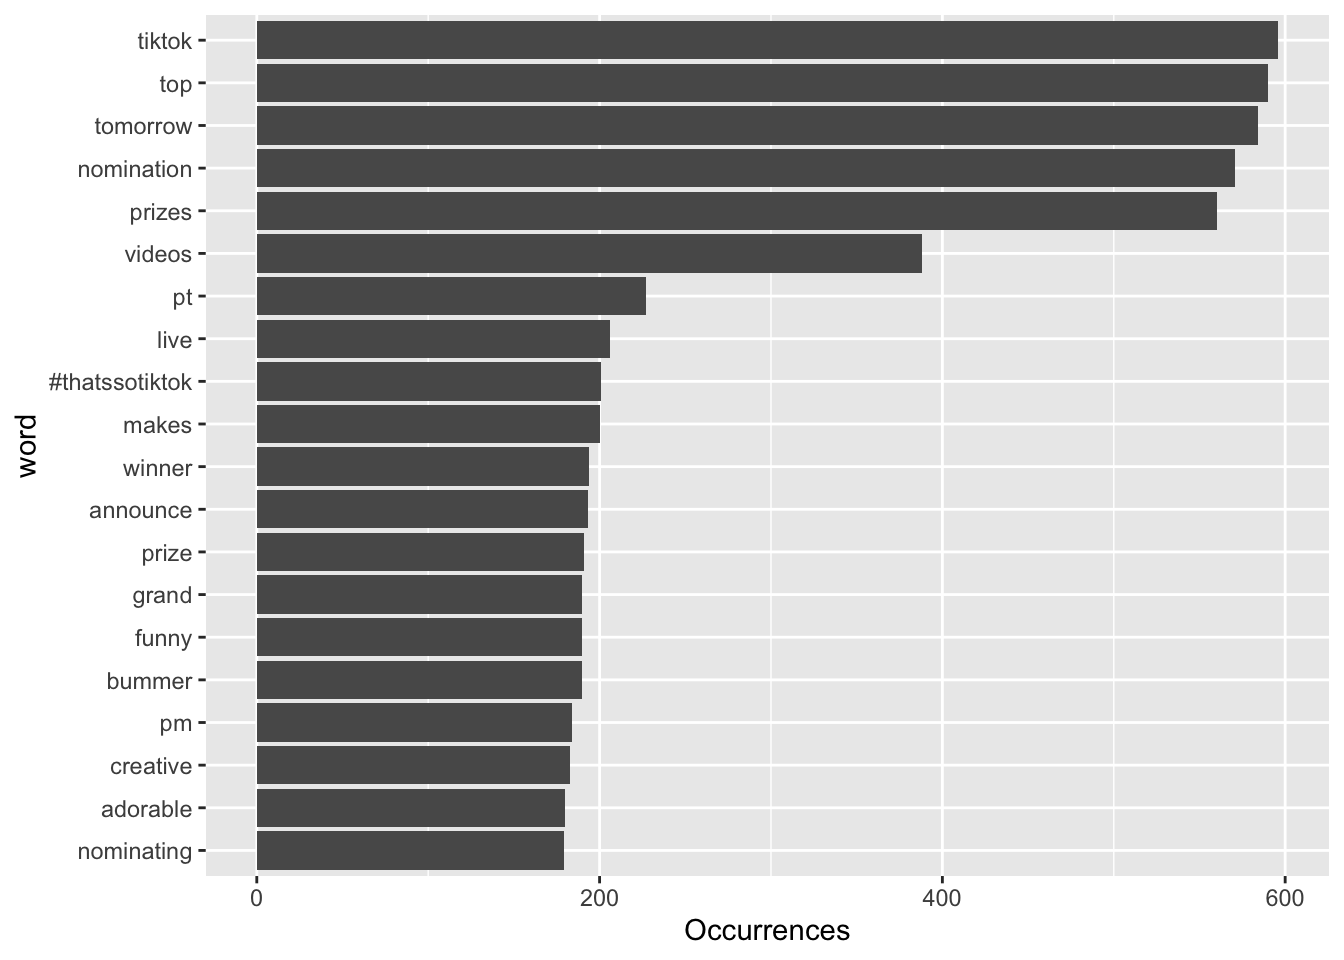 tiktok
top
tomorrow
nomination
prizes
videos
pt
live
#thatssotiktok
makes
winner
announce
prize
grand
funny
bummer
pm
creative
adorable
nominating
word
0 200 400 600
Occurrences